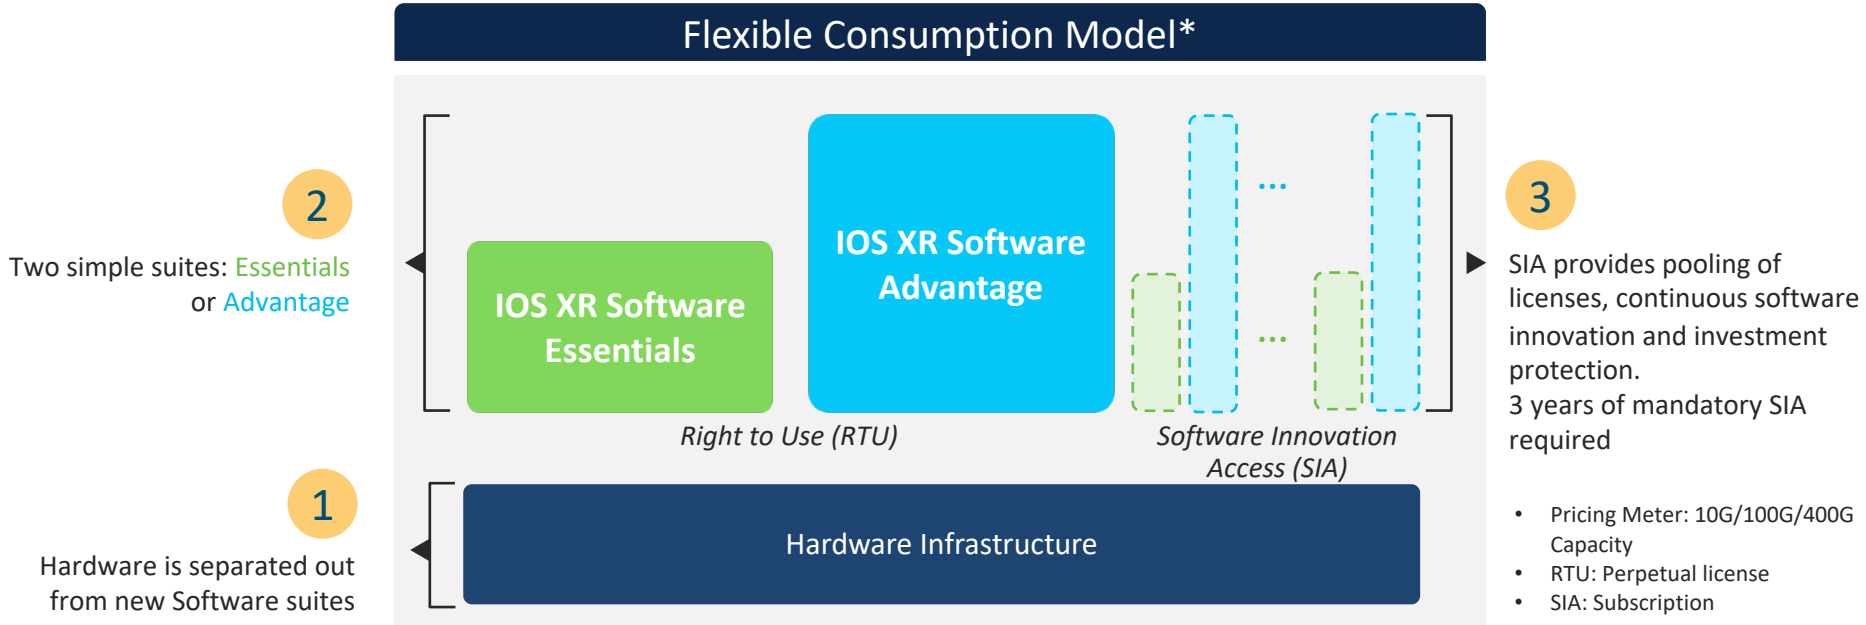 Flexible Consumption Model*
2
Two simple suites: Essentials
or Advantage
IOS XR Software
Essentials
IOS XR Software
Advantage
...
...
Right to Use (RTU)
Software Innovation
Access (SIA)
3
SIA provides pooling of
licenses, continuous software
innovation and investment
protection.
3 years of mandatory SIA
required
1
Hardware is separated out
from new Software suites
Hardware Infrastructure
• Pricing Meter: 10G/100G/400G
Capacity
• RTU: Perpetual license
• SIA: Subscription